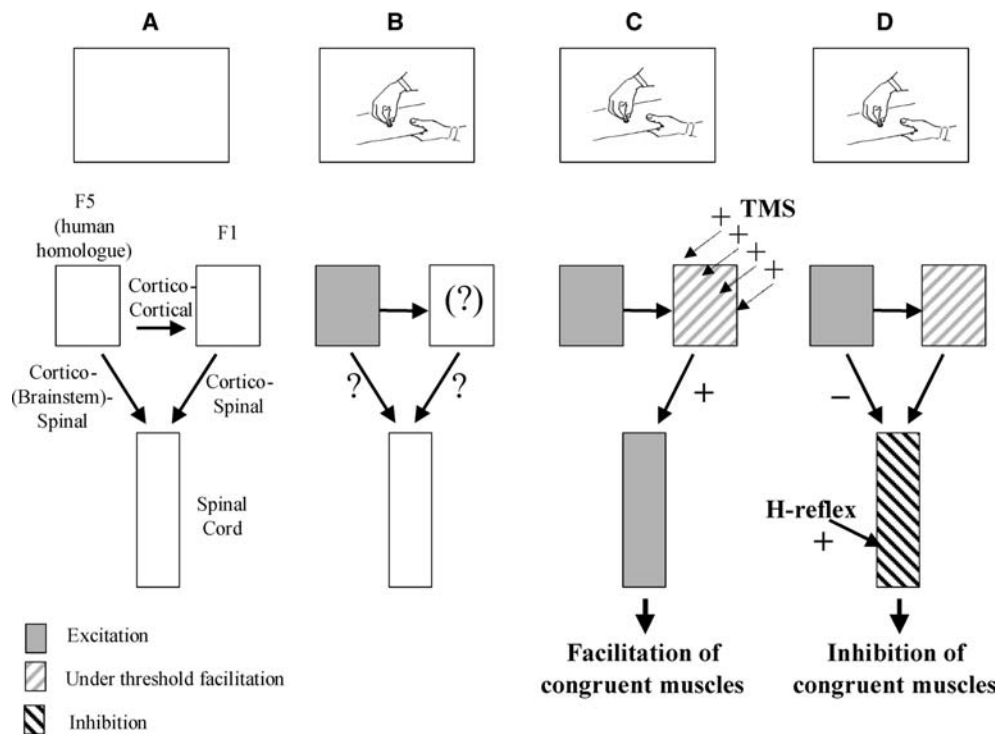 A
B
C
D
F5
(human
homologue)
F1
Cortico-
Cortical
Cortico-
(Brainstem)-
Spinal
Cortico-
Spinal
Spinal
Cord
(?)
?
?
TMS
+
+
+
+
+
Facilitation of
congruent muscles
−
H-reflex
+
Inhibition of
congruent muscles
Excitation
Under threshold facilitation
Inhibition